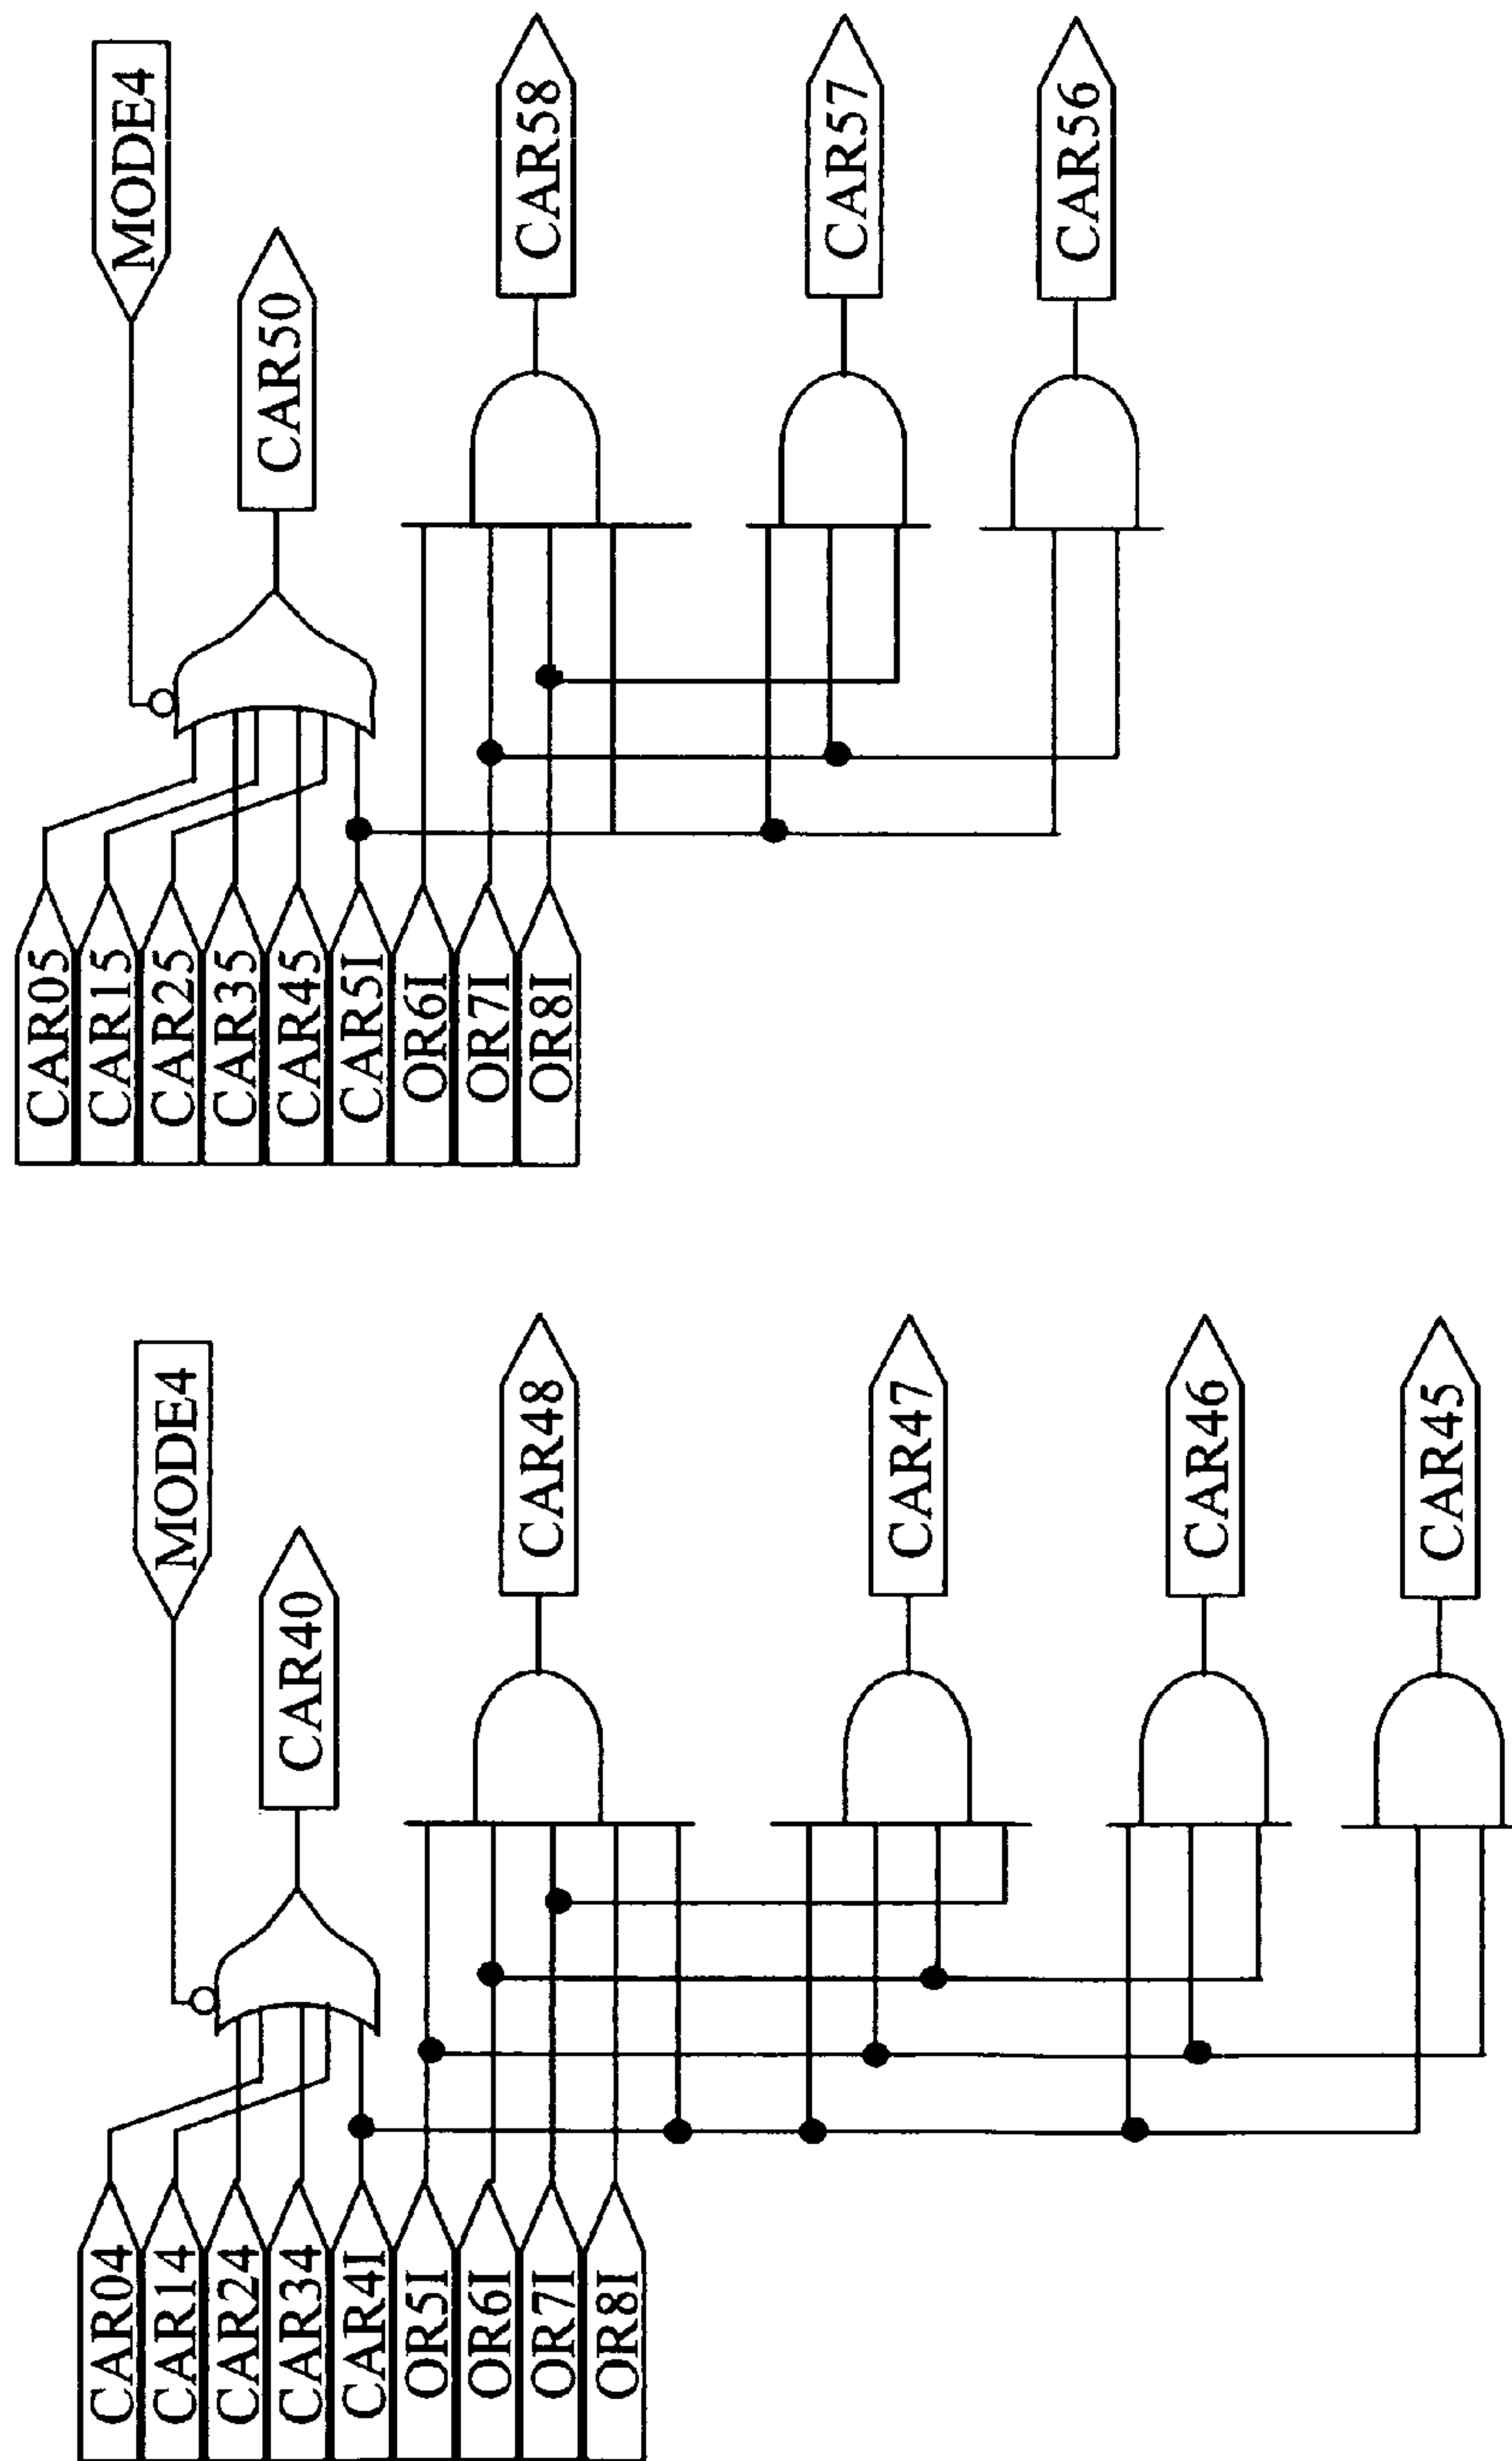 MODE4
CAR50
CAR58
CAR57
CAR56
CAR05
CAR15
CAR25
CAR35
CAR45
CAR5I
OR6I
OR7I
OR8I
MODE4
CAR40
CAR48
CAR47
CAR46
CAR45
CAR04
CAR14
CAR24
CAR34
CAR4I
OR5I
OR6I
OR7I
OR8I